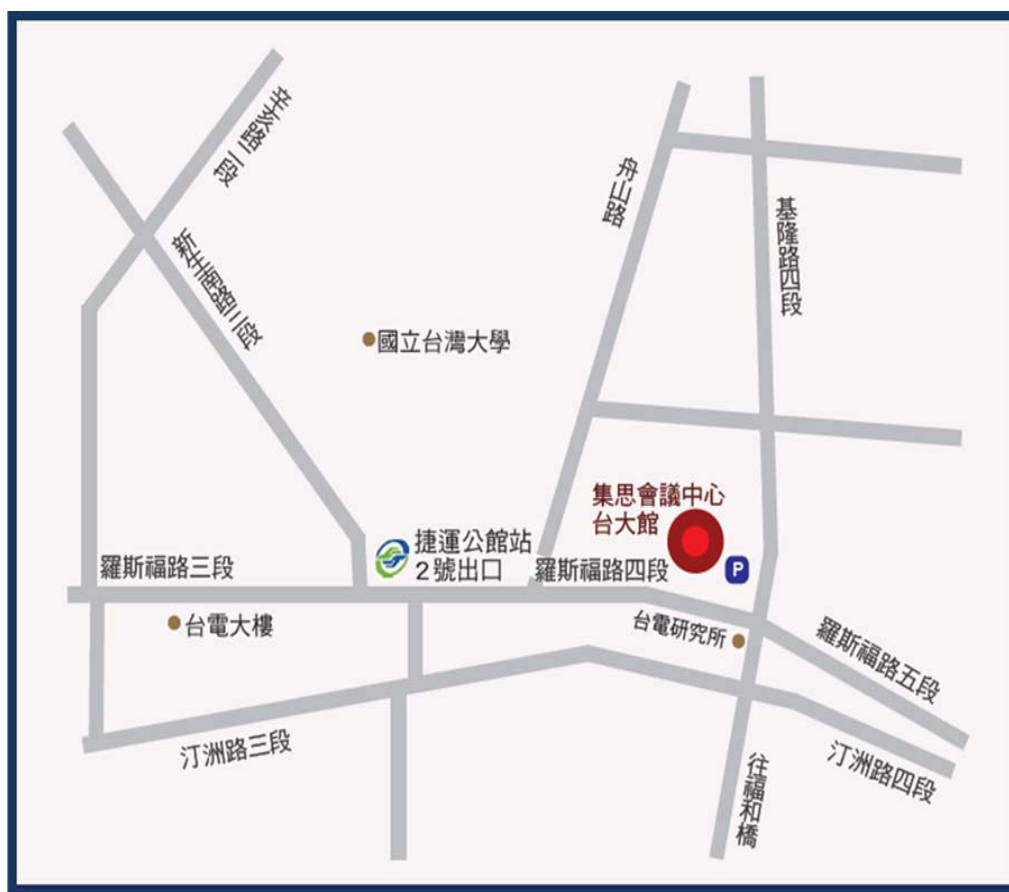 辛亥路二段
新生南路三段
舟山路
基隆路四段
國立台灣大學
集思會議中心
台大館
捷運公館站
2號出口
羅斯福路三段
羅斯福路四段
P
台電大樓
台電研究所
羅斯福路五段
汀洲路三段
往福和橋
汀洲路四段